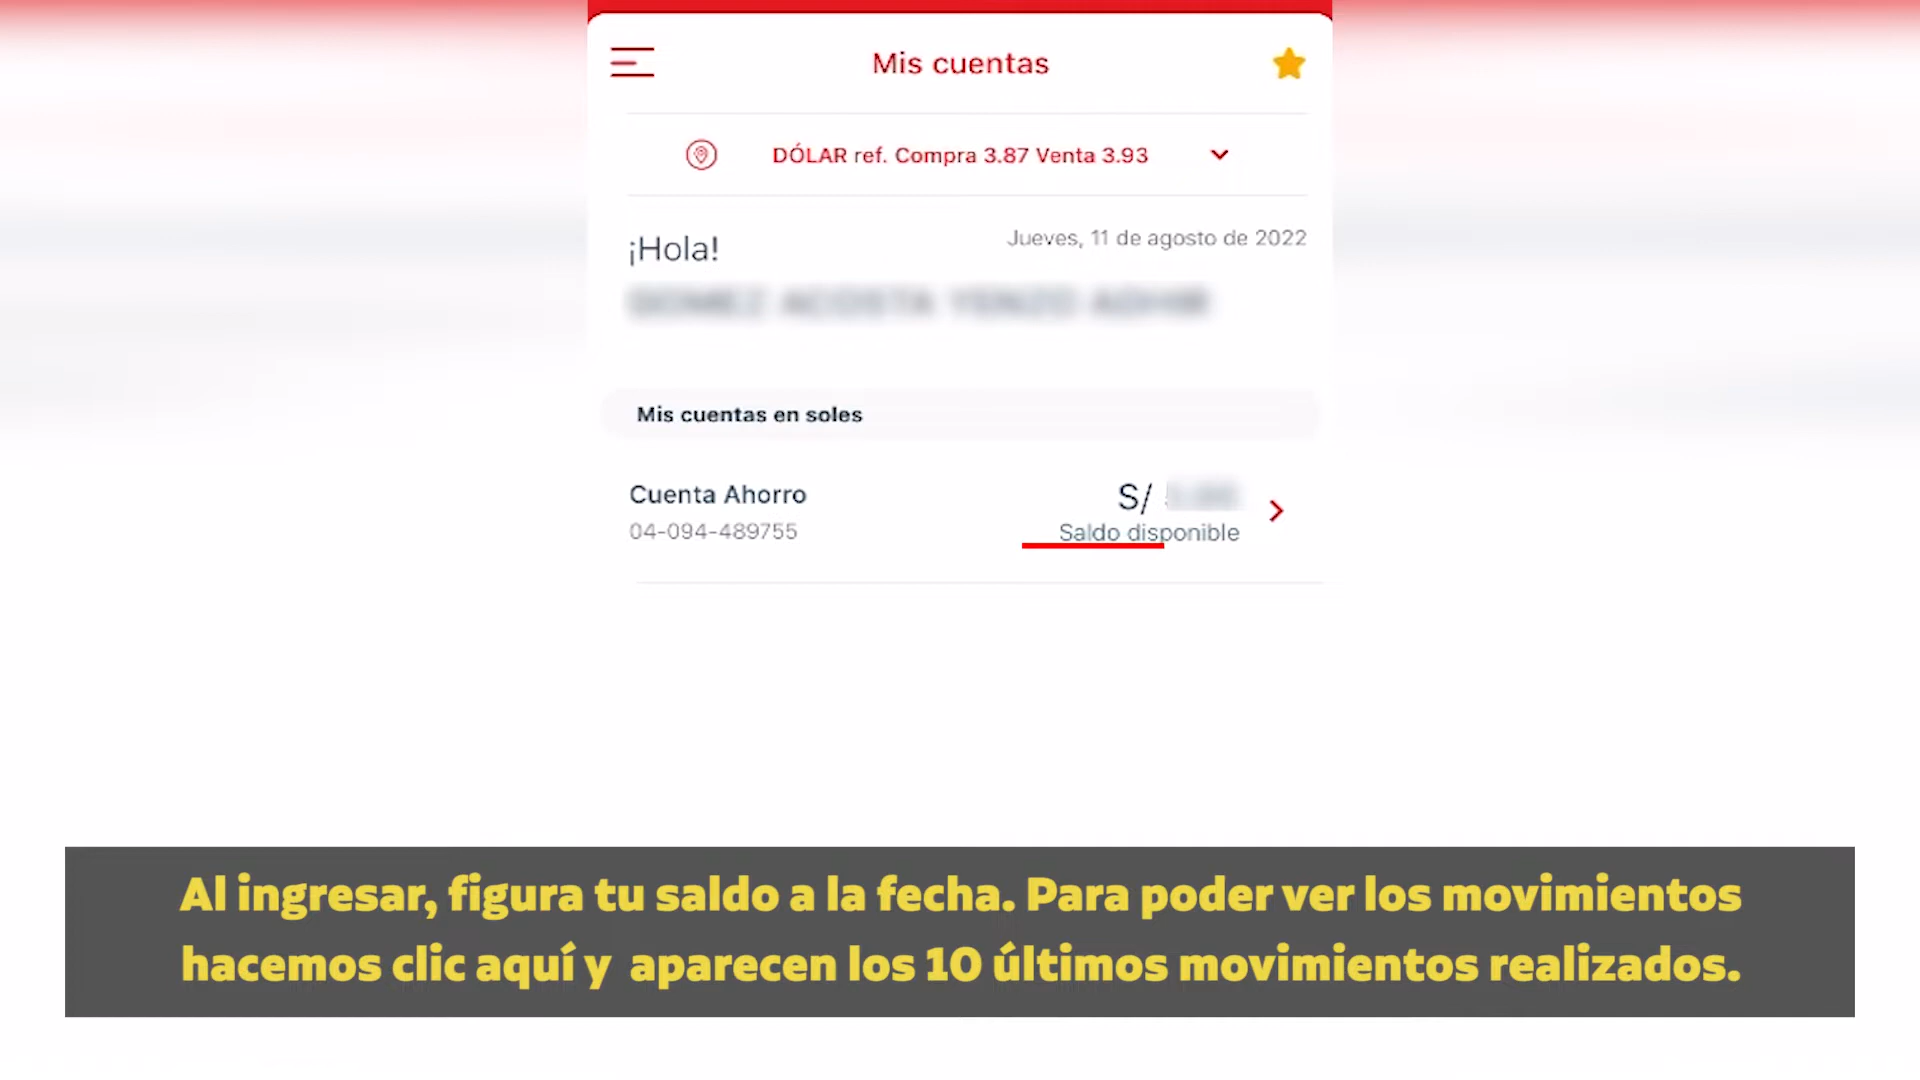 Mis cuentas
DÓLAR ref. Compra 3.87 Venta 3.93
¡Hola!
Jueves, 11 de agosto de 2022
Mis cuentas en soles
Cuenta Ahorro
S/
04-094-489755
Saldo disponible
Al ingresar, figura tu saldo a la fecha. Para poder ver los movimientos
hacemos clic aquí y aparecen los 10 últimos movimientos realizados.